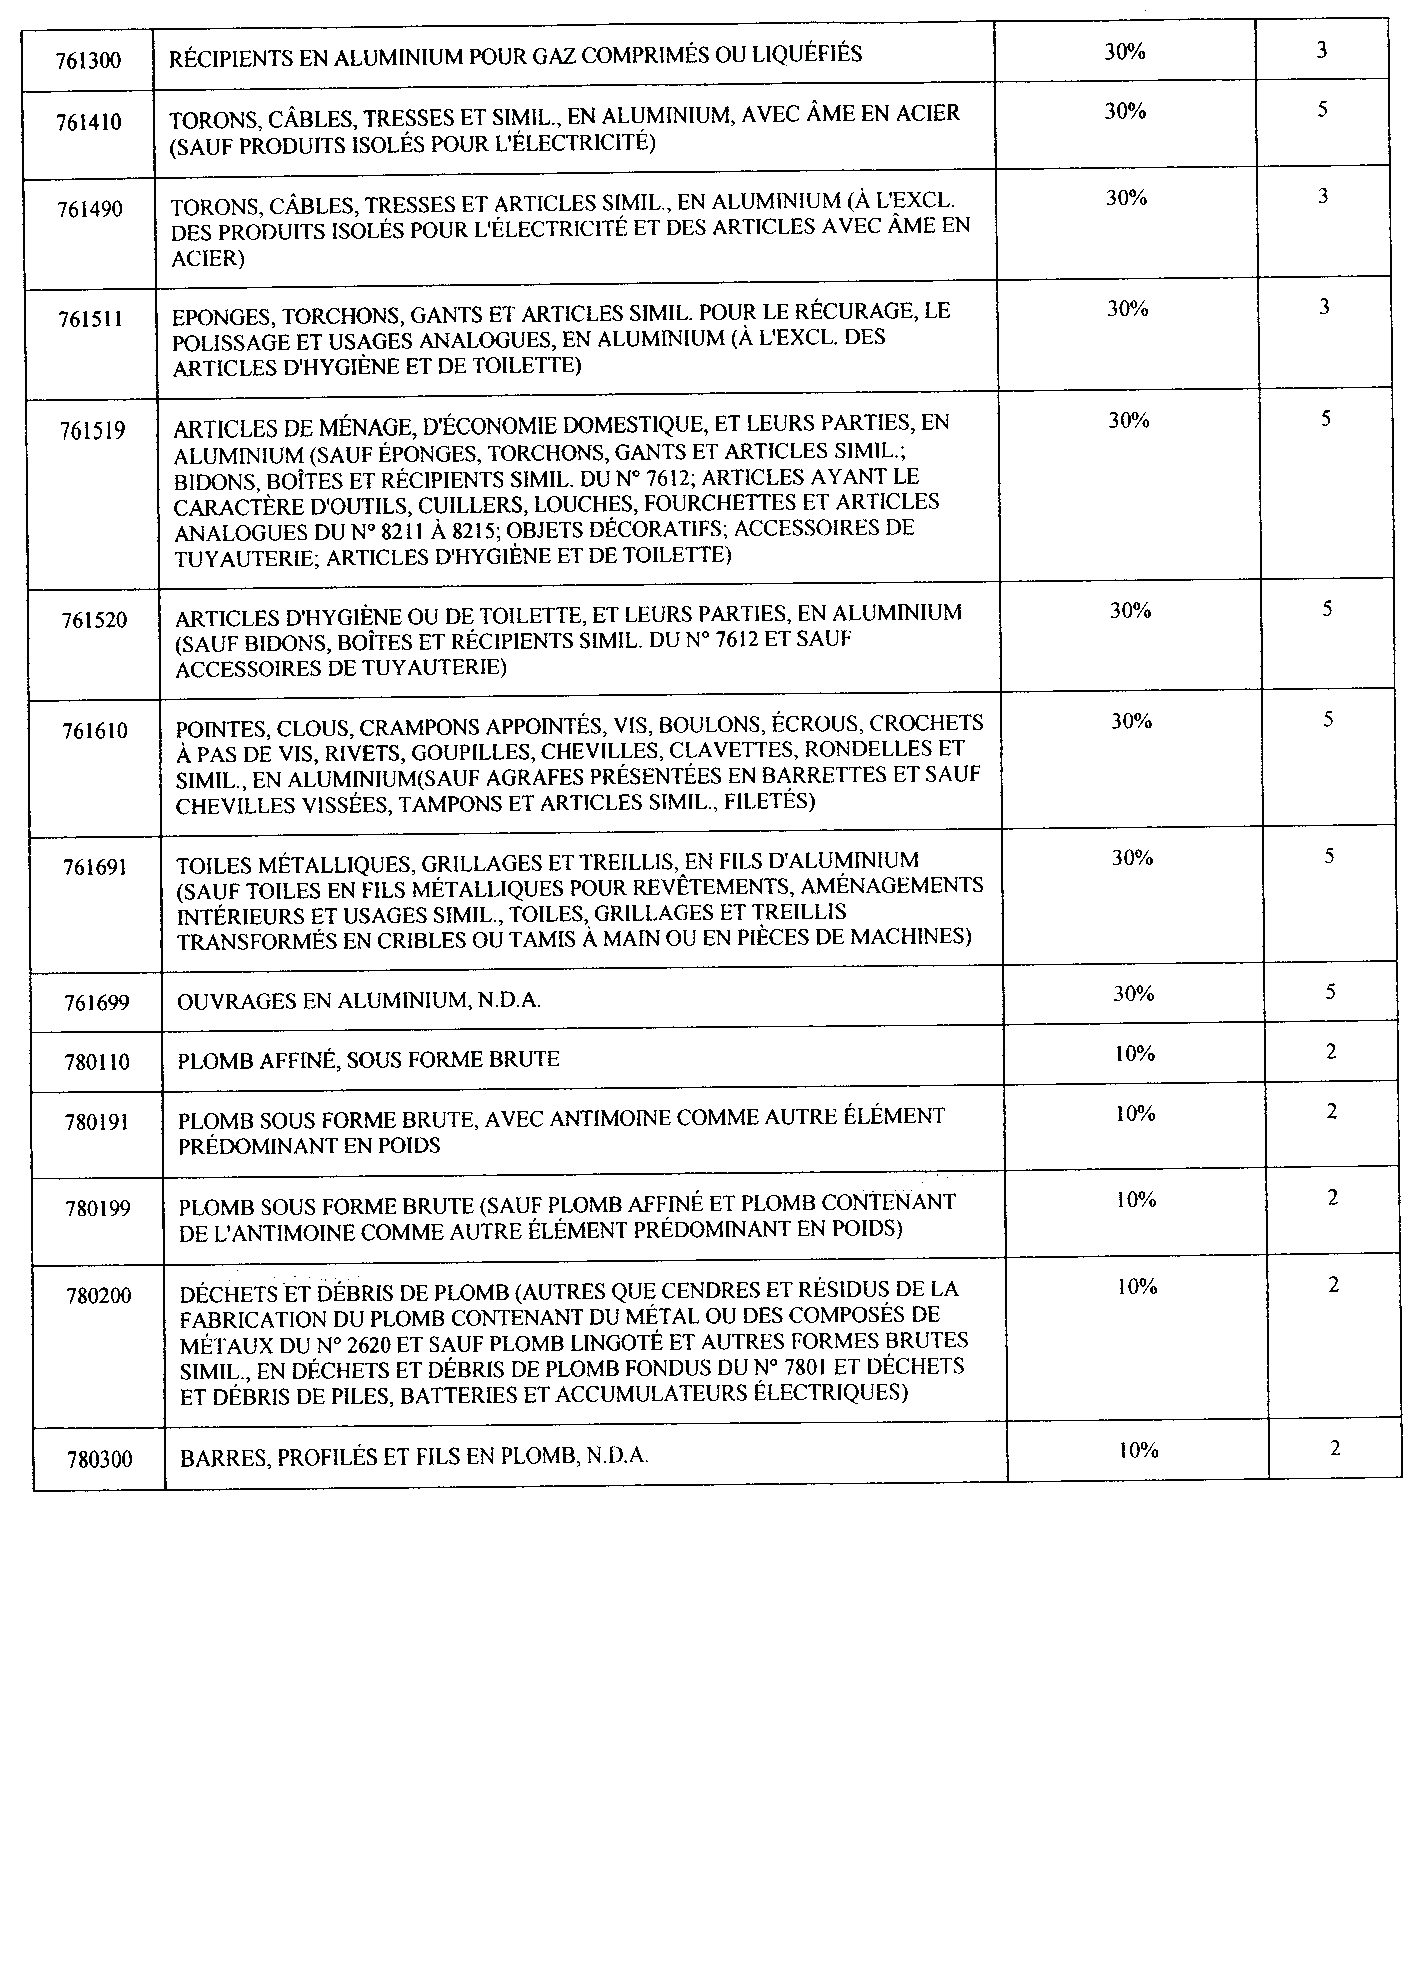 761300 RÉCIPIENTS EN ALUMINIUM POUR GAZ COMPRIMÉS OU LIQUÉFIÉS 30% 3
761410 TORONS, CÂBLES, TRESSES ET SIMIL., EN ALUMINIUM, AVEC ÂME EN ACIER 30% 5
(SAUF PRODUITS ISOLÉS POUR L'ÉLECTRICITÉ)
761490 TORONS, CÂBLES, TRESSES ET ARTICLES SIMIL., EN ALUMINIUM (À L'EXCL. 30% 3
DES PRODUITS ISOLÉS POUR L'ÉLECTRICITÉ ET DES ARTICLES AVEC ÂME EN
ACIER)
761511 EPONGES, TORCHONS, GANTS ET ARTICLES SIMIL. POUR LE RÉCURAGE, LE 30% 3
POLISSAGE ET USAGES ANALOGUES, EN ALUMINIUM (À L'EXCL. DES
ARTICLES D'HYGIÈNE ET DE TOILETTE)
761519 ARTICLES DE MÉNAGE, D'ÉCONOMIE DOMESTIQUE, ET LEURS PARTIES, EN 30% 5
ALUMINIUM (SAUF ÉPONGES, TORCHONS, GANTS ET ARTICLES SIMIL.;
BIDONS, BOÎTES ET RÉCIPIENTS SIMIL. DU N° 7612; ARTICLES AYANT LE
CARACTÈRE D'OUTILS, CUILLERS, LOUCHES, FOURCHETTES ET ARTICLES
ANALOGUES DU N° 8211 À 8215; OBJETS DÉCORATIFS; ACCESSOIRES DE
TUYAUTERIE; ARTICLES D'HYGIÈNE ET DE TOILETTE)
761520 ARTICLES D'HYGIÈNE OU DE TOILETTE, ET LEURS PARTIES, EN ALUMINIUM 30% 5
(SAUF BIDONS, BOÎTES ET RÉCIPIENTS SIMIL. DU N° 7612 ET SAUF
ACCESSOIRES DE TUYAUTERIE)
761610 POINTES, CLOUS, CRAMPONS APPOINTÉS, VIS, BOULONS, ÉCROUS, CROCHETS 30% 5
À PAS DE VIS, RIVETS, GOUPILLES, CHEVILLES, CLAVETTES, RONDELLES ET
SIMIL., EN ALUMINIUM(SAUF AGRAFES PRÉSENTÉES EN BARRETTES ET SAUF
CHEVILLES VISSÉES, TAMPONS ET ARTICLES SIMIL., FILETÉS)
761691 TOILES MÉTALLIQUES, GRILLAGES ET TREILLIS, EN FILS D'ALUMINIUM 30% 5
(SAUF TOILES EN FILS MÉTALLIQUES POUR REVÊTEMENTS, AMÉNAGEMENTS
INTÉRIEURS ET USAGES SIMIL., TOILES, GRILLAGES ET TREILLIS
TRANSFORMÉS EN CRIBLES OU TAMIS À MAIN OU EN PIÈCES DE MACHINES)
761699 OUVRAGES EN ALUMINIUM, N.D.A. 30% 5
780110 PLOMB AFFINÉ, SOUS FORME BRUTE 10% 2
780191 PLOMB SOUS FORME BRUTE, AVEC ANTIMOINE COMME AUTRE ÉLÉMENT 10% 2
PRÉDOMINANT EN POIDS
780199 PLOMB SOUS FORME BRUTE (SAUF PLOMB AFFINÉ ET PLOMB CONTENANT 10% 2
DE L'ANTIMOINE COMME AUTRE ÉLÉMENT PRÉDOMINANT EN POIDS)
780200 DÉCHETS ET DÉBRIS DE PLOMB (AUTRES QUE CENDRES ET RÉSIDUS DE LA 10% 2
FABRICATION DU PLOMB CONTENANT DU MÉTAL OU DES COMPOSÉS DE
MÉTAUX DU N° 2620 ET SAUF PLOMB LINGOTÉ ET AUTRES FORMES BRUTES
SIMIL., EN DÉCHETS ET DÉBRIS DE PLOMB FONDUS DU N° 7801 ET DÉCHETS
ET DÉBRIS DE PILES, BATTERIES ET ACCUMULATEURS ÉLECTRIQUES)
780300 BARRES, PROFILÉS ET FILS EN PLOMB, N.D.A. 10% 2